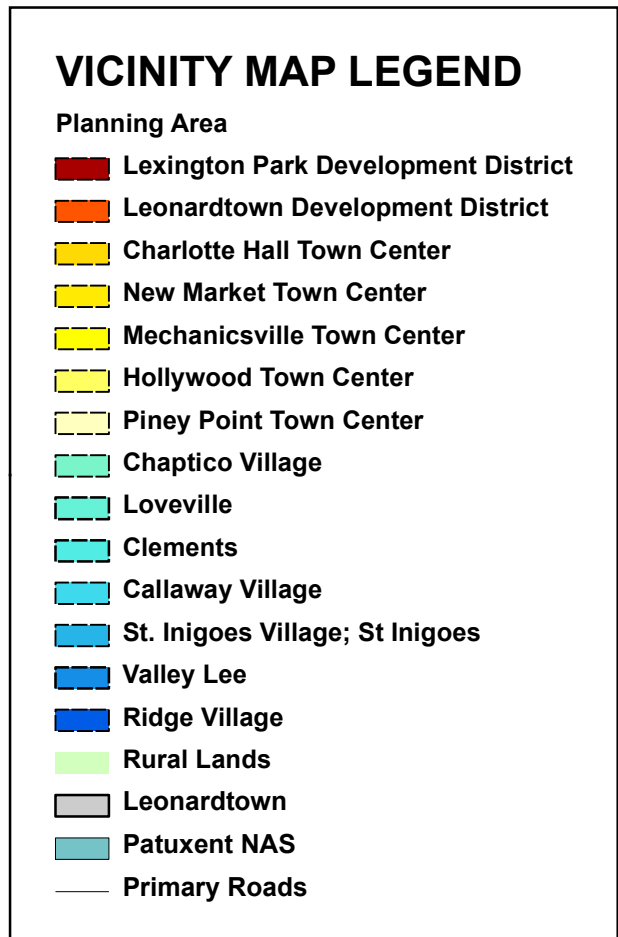 VICINITY MAP LEGEND
Planning Area
Lexington Park Development District
Leonardtown Development District
Charlotte Hall Town Center
New Market Town Center
Mechanicsville Town Center
Hollywood Town Center
Piney Point Town Center
Chaptico Village
Loveville
Clements
Callaway Village
St. Inigoes Village; St Inigoes
Valley Lee
Ridge Village
Rural Lands
Leonardtown
Patuxent NAS
Primary Roads